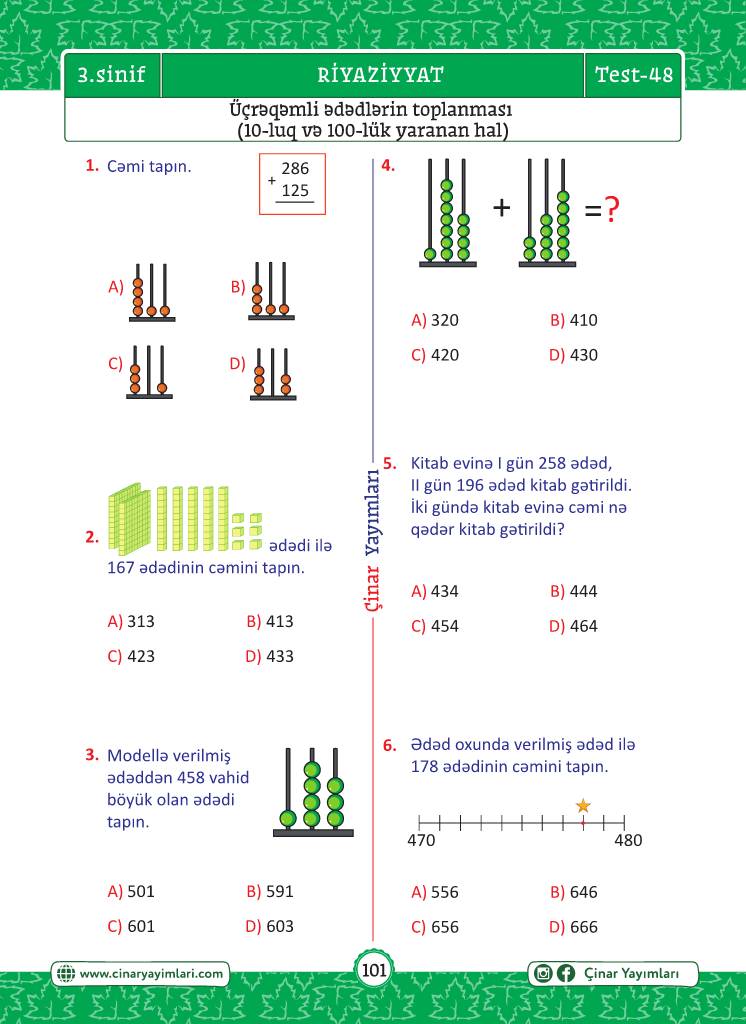 3.sinif
RİYAZİYYAT
Test-48
Üçrəqəmli ədədlərin toplanması
(10-luq və 100-lük yaranan hal)
1. Cəmi tapın.
286
+
125
A)
B)
C)
D)
2.
ədədi ilə
167 ədədinin cəmini tapın.
A) 313
B) 413
C) 423
D) 433
3. Modellə verilmiş
ədəddən 458 vahid
böyük olan ədədi
tapın.
A) 501
B) 591
C) 601
D) 603
Çinar Yayımları
4.
+
=?
A) 320
B) 410
C) 420
D) 430
5. Kitab evinə I gün 258 ədəd,
II gün 196 ədəd kitab gətirildi.
İki gündə kitab evinə cəmi nə
qədər kitab gətirildi?
A) 434
B) 444
C) 454
D) 464
6. Ədəd oxunda verilmiş ədəd ilə
178 ədədinin cəmini tapın.
470
480
A) 556
B) 646
C) 656
D) 666
www.cinaryayimlari.com
101
Çinar Yayımları